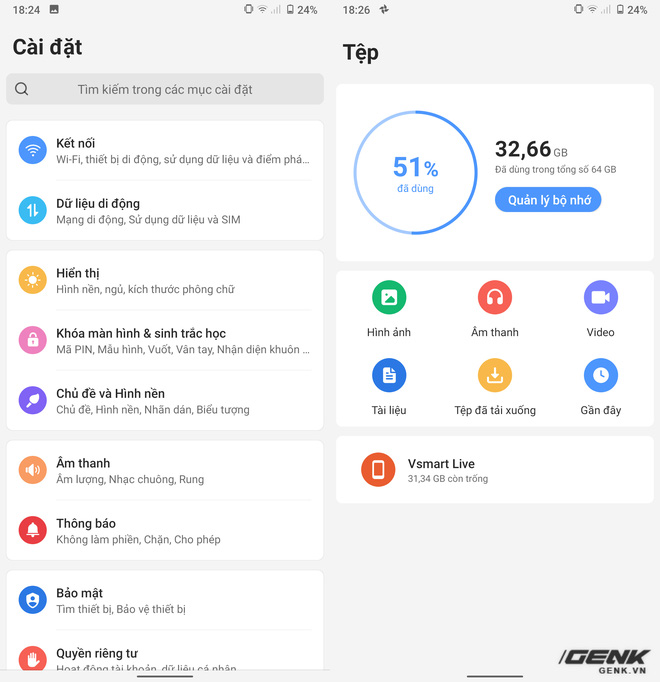 18:24
24%
Cài đặt
Tìm kiếm trong các mục cài đặt
Kết nối
Wi-Fi, thiết bị di động, sử dụng dữ liệu và điểm phá...
Dữ liệu di động
Mạng di động, Sử dụng dữ liệu và SIM
Hiển thị
Hình nền, ngủ, kích thước phông chữ
Khóa màn hình & sinh trắc học
Mã PIN, Mẫu hình, Vuốt, Vân tay, Nhận diện khuôn ...
Chủ đề và Hình nền
Chủ đề, Hình nền, Nhãn dán, Biểu tượng
Âm thanh
Âm lượng, Nhạc chuông, Rung
Thông báo
Không làm phiền, Chặn, Cho phép
Bảo mật
Tìm thiết bị, Bảo vệ thiết bị
Quyền riêng tư
Hoạt động tài khoản, dữ liệu cá nhân
18:26
24%
Tệp
51%
đã dùng
32,66 GB
Đã dùng trong tổng số 64 GB
Quản lý bộ nhớ
Hình ảnh
Âm thanh
Video
Tài liệu
Tệp đã tải xuống
Gần đây
Vsmart Live
31,34 GB còn trống
GENK
GENK.VN